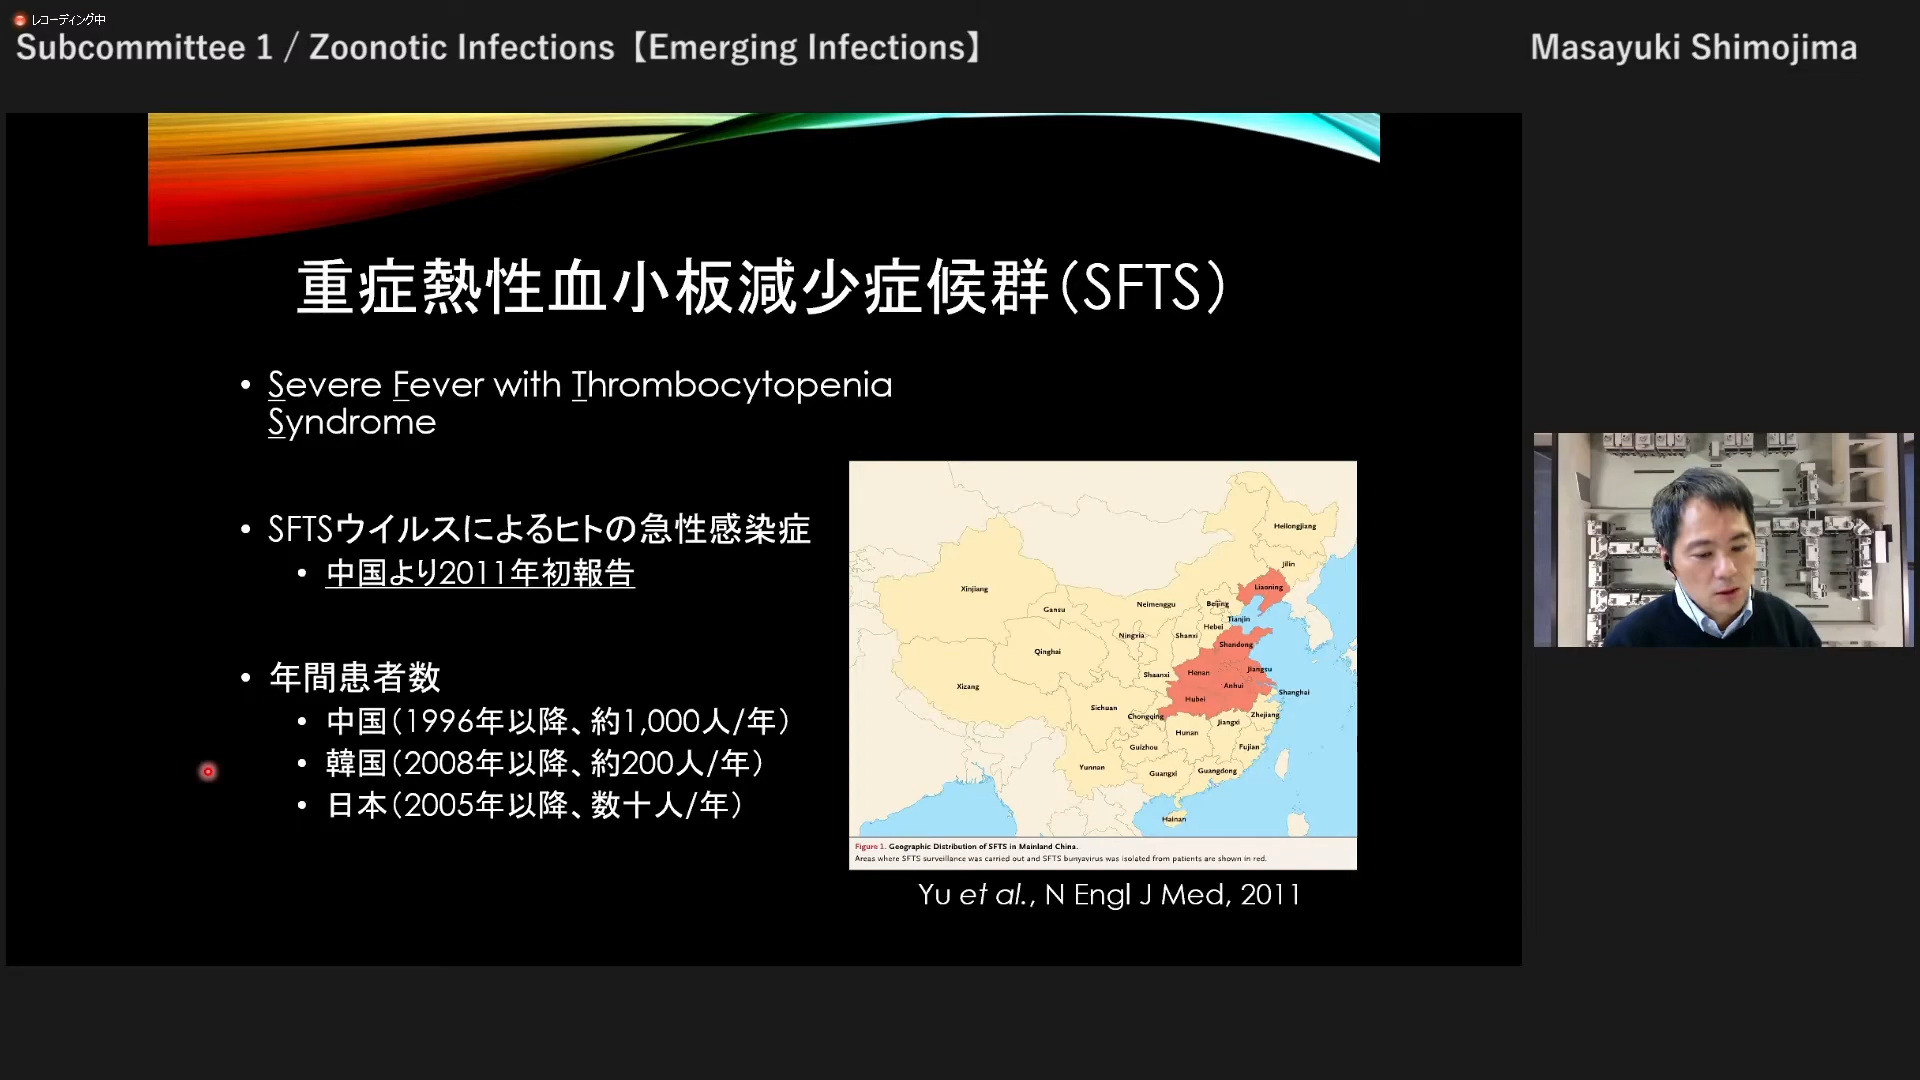 レコーディング中
Subcommittee 1 / Zoonotic Infections【Emerging Infections】
Masayuki Shimojima
重症熱性血小板減少症候群（SFTS）
• Severe Fever with Thrombocytopenia
Syndrome
• SFTSウイルスによるヒトの急性感染症
• 中国より2011年初報告
• 年間患者数
• 中国（1996年以降、約1,000人/年）
• 韓国（2008年以降、約200人/年）
• 日本（2005年以降、数十人/年）
Heilongjiang
Jilin
Liaoning
Xinjiang
Gansu
Neimenggu
Beijing
Tianjin
Hebei
Ningxia
Shanxi
Shandong
Qinghai
Shaanxi
Henan
Jiangsu
Xizang
Anhui
Shanghai
Hubei
Sichuan
Chongqing
Zhejiang
Jiangxi
Hunan
Guizhou
Fujian
Yunnan
Guangxi
Guangdong
Hainan
Figure 1. Geographic Distribution of SFTS in Mainland China.
Areas where SFTS surveillance was carried out and SFTS bunyavirus was isolated from patients are shown in red.
Yu et al., N Engl J Med, 2011